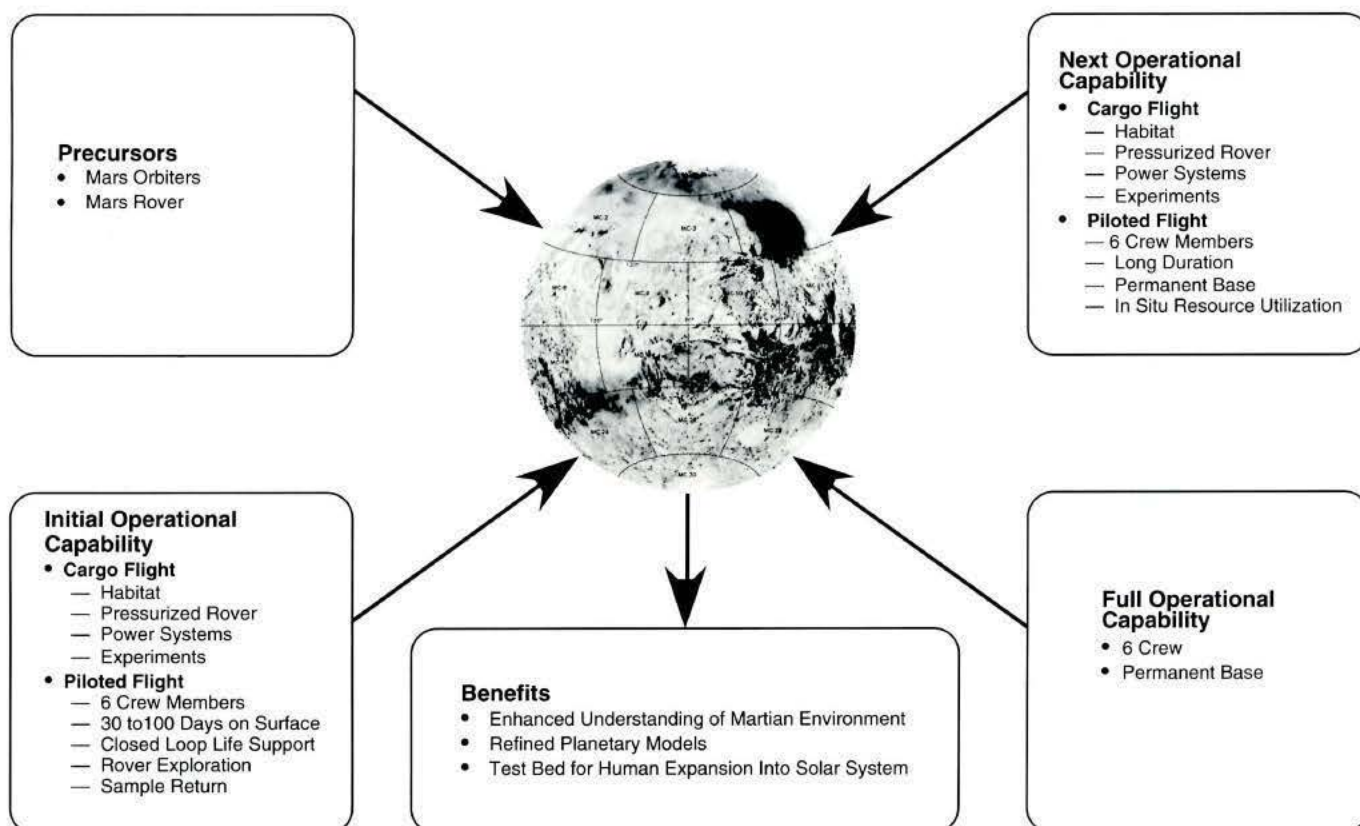 Precursors
• Mars Orbiters
• Mars Rover
Next Operational
Capability
• Cargo Flight
— Habitat
— Pressurized Rover
— Power Systems
— Experiments
• Piloted Flight
— 6 Crew Members
— Long Duration
— Permanent Base
— In Situ Resource Utilization
MC-2
MC-3
Initial Operational
Capability
• Cargo Flight
— Habitat
— Pressurized Rover
— Power Systems
— Experiments
• Piloted Flight
— 6 Crew Members
— 30 to100 Days on Surface
— Closed Loop Life Support
— Rover Exploration
— Sample Return
Benefits
• Enhanced Understanding of Martian Environment
• Refined Planetary Models
• Test Bed for Human Expansion Into Solar System
Full Operational
Capability
• 6 Crew
• Permanent Base